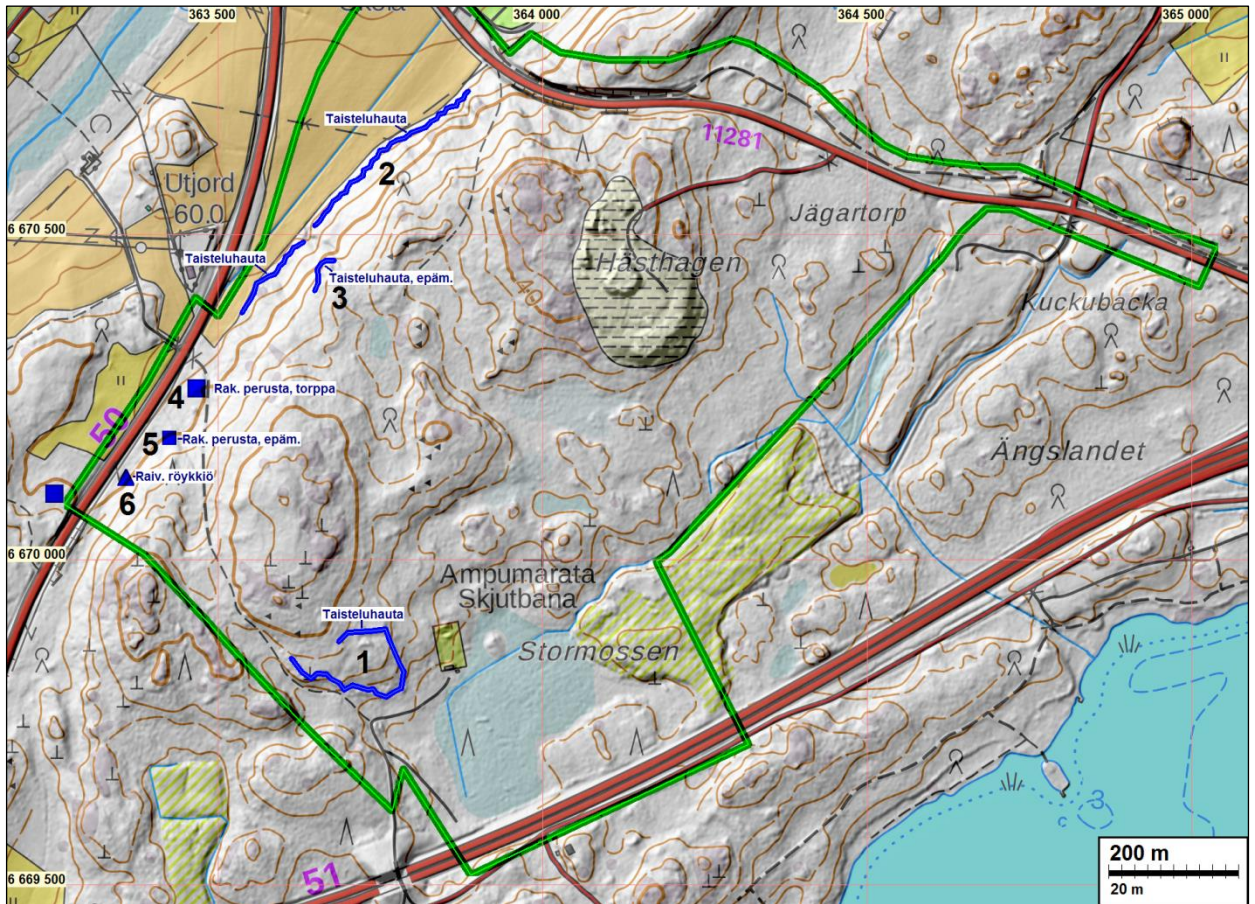 363 500
364 000
364 500
365 000
Taisteluhauta
2
11281
Utjord
60.0
Jägartorp
6 670 500
Taisteluhauta
Taisteluhauta, epäm.
3
Hästhagen
40
Kuckubacka
4
Rak. perusta, torppa
50
5
Rak. perusta, epäm.
Ängslandet
Raiv. röykkiö
6
6 670 000
Ampumarata
Skjutbana
Taisteluhauta
1
Stormossen
3
200 m
20 m
51
6 669 500